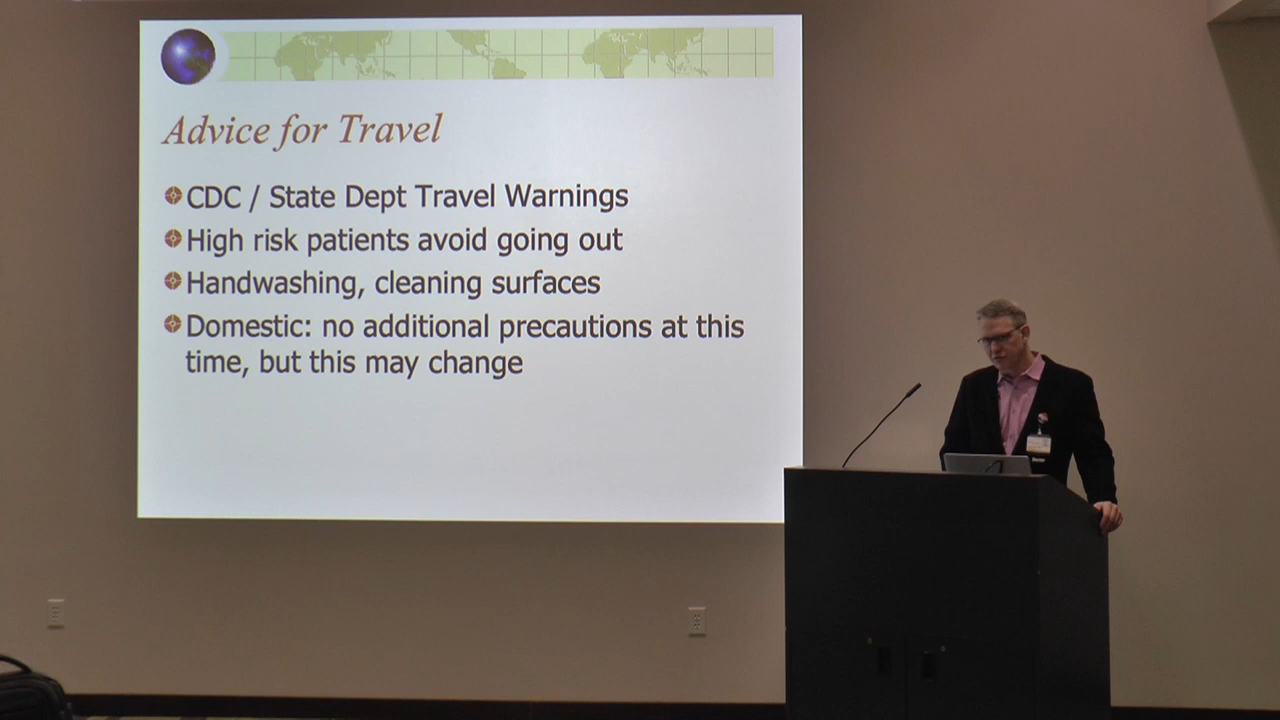 Advice for Travel
CDC / State Dept Travel Warnings
High risk patients avoid going out
Handwashing, cleaning surfaces
Domestic: no additional precautions at this
time, but this may change